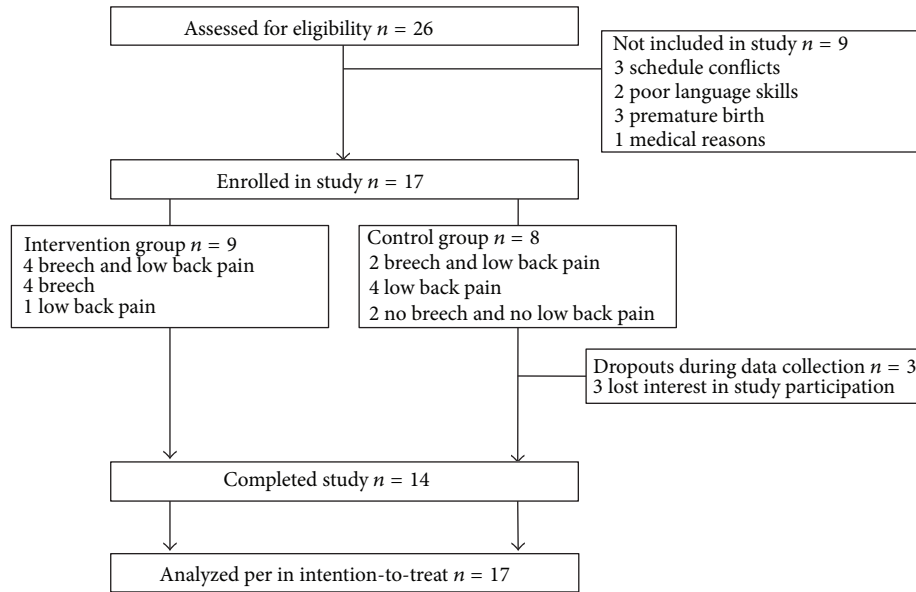 Assessed for eligibility n = 26
Not included in study n = 9
3 schedule conflicts
2 poor language skills
3 premature birth
1 medical reasons
Enrolled in study n = 17
Intervention group n = 9
4 breech and low back pain
4 breech
1 low back pain
Control group n = 8
2 breech and low back pain
4 low back pain
2 no breech and no low back pain
Dropouts during data collection n = 3
3 lost interest in study participation
Completed study n = 14
Analyzed per in intention-to-treat n = 17